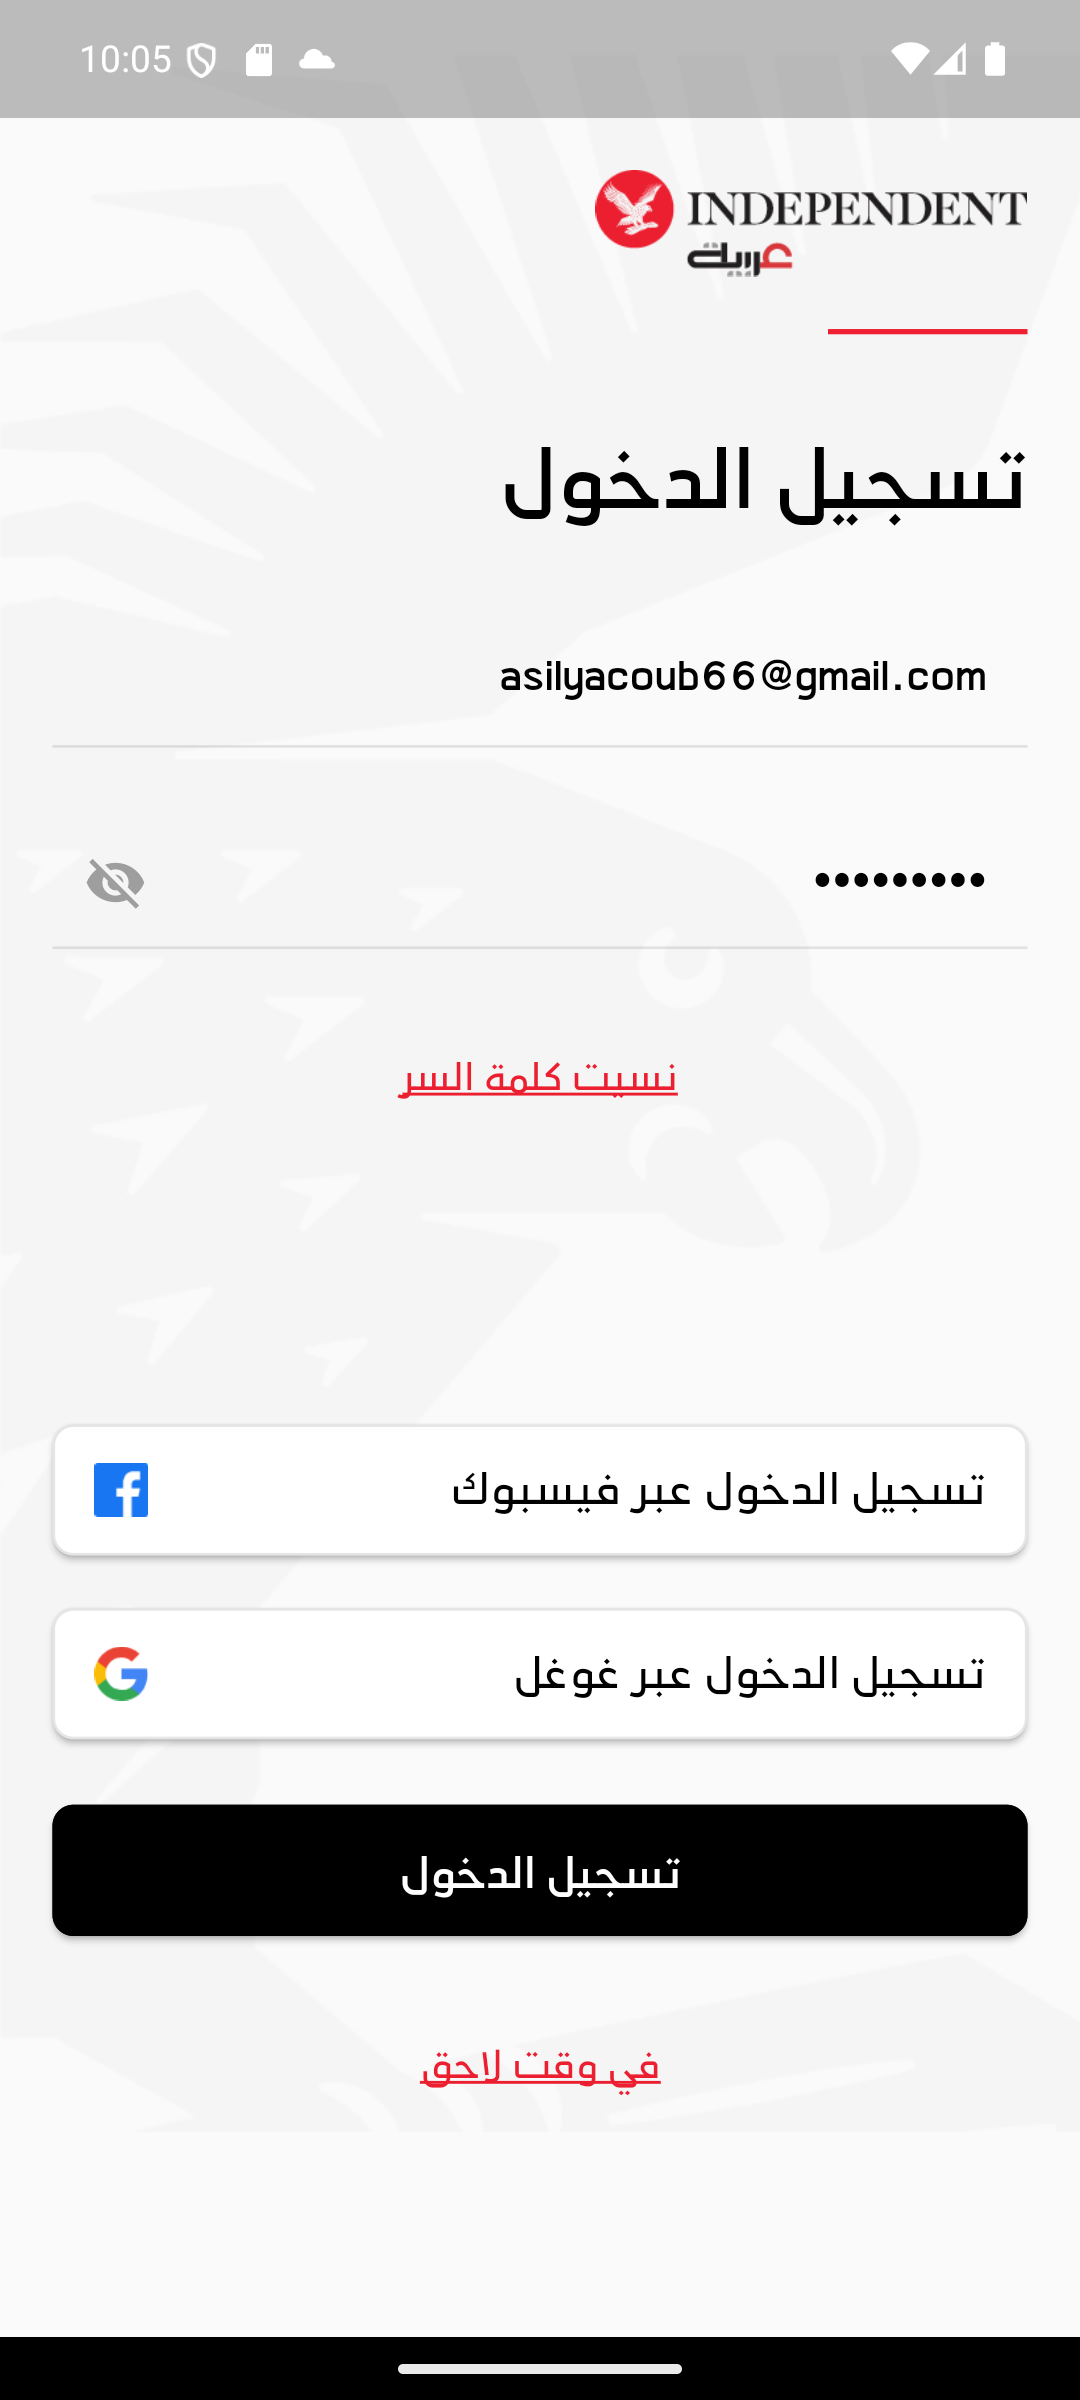 10:05
INDEPENDENT
عربية
تسجيل الدخول
asilyacoub66@gmail.com
•••••••••
نسيت كلمة السر
تسجيل الدخول عبر فيسبوك
تسجيل الدخول عبر غوغل
تسجيل الدخول
في وقت لاحق